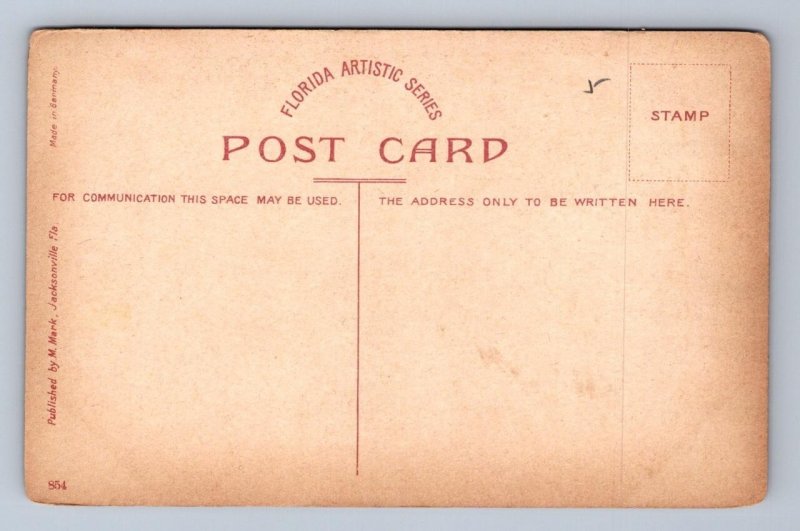 FLORIDA ARTISTIC SERIES
POST CARD
STAMP
FOR COMMUNICATION THIS SPACE MAY BE USED.
THE ADDRESS ONLY TO BE WRITTEN HERE.
Made in Germany.
Published by M. Mark, Jacksonville Fla.
854